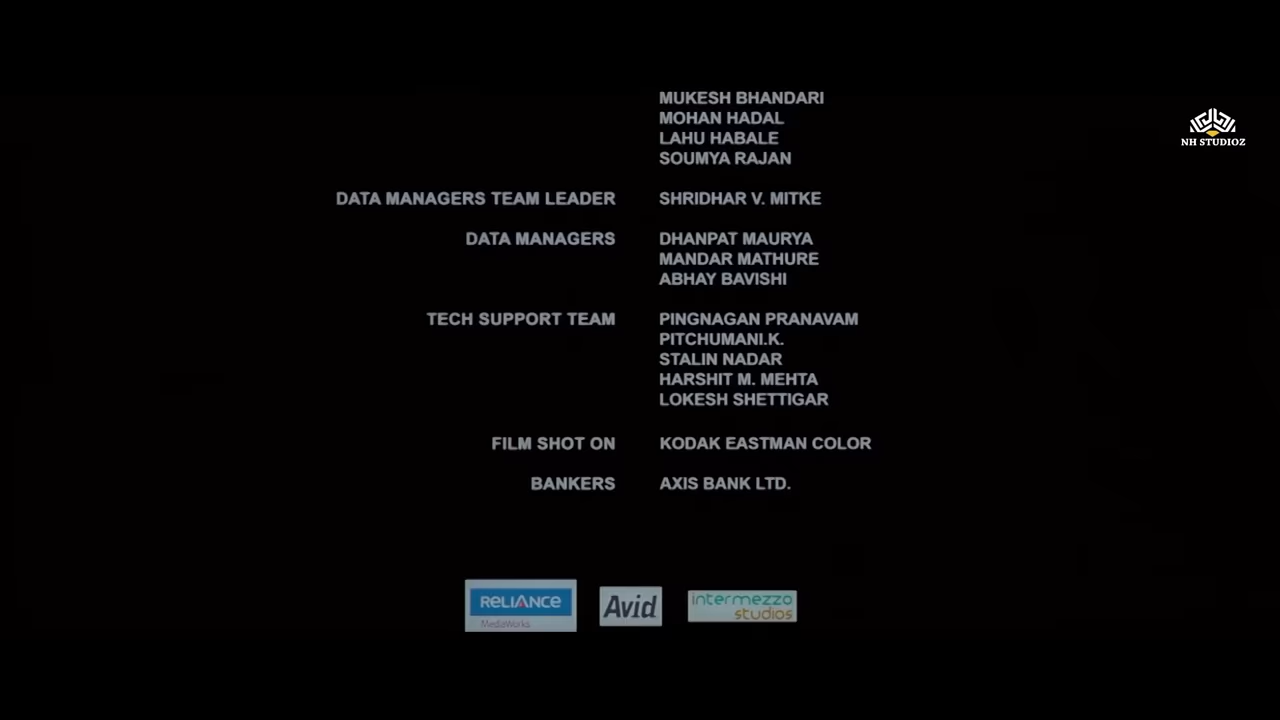 MUKESH BHANDARI
MOHAN HADAL
LAHU HABALE
SOUMYA RAJAN
NH STUDIOZ
DATA MANAGERS TEAM LEADER SHRIDHAR V. MITKE
DATA MANAGERS DHANPAT MAURYA
MANDAR MATHURE
ABHAY BAVISHI
TECH SUPPORT TEAM PINGNAGAN PRANAVAM
PITCHUMANI.K.
STALIN NADAR
HARSHIT M. MEHTA
LOKESH SHETTIGAR
FILM SHOT ON KODAK EASTMAN COLOR
BANKERS AXIS BANK LTD.
RELIANCE
MediaWorks
Avid
intermezzo
studios